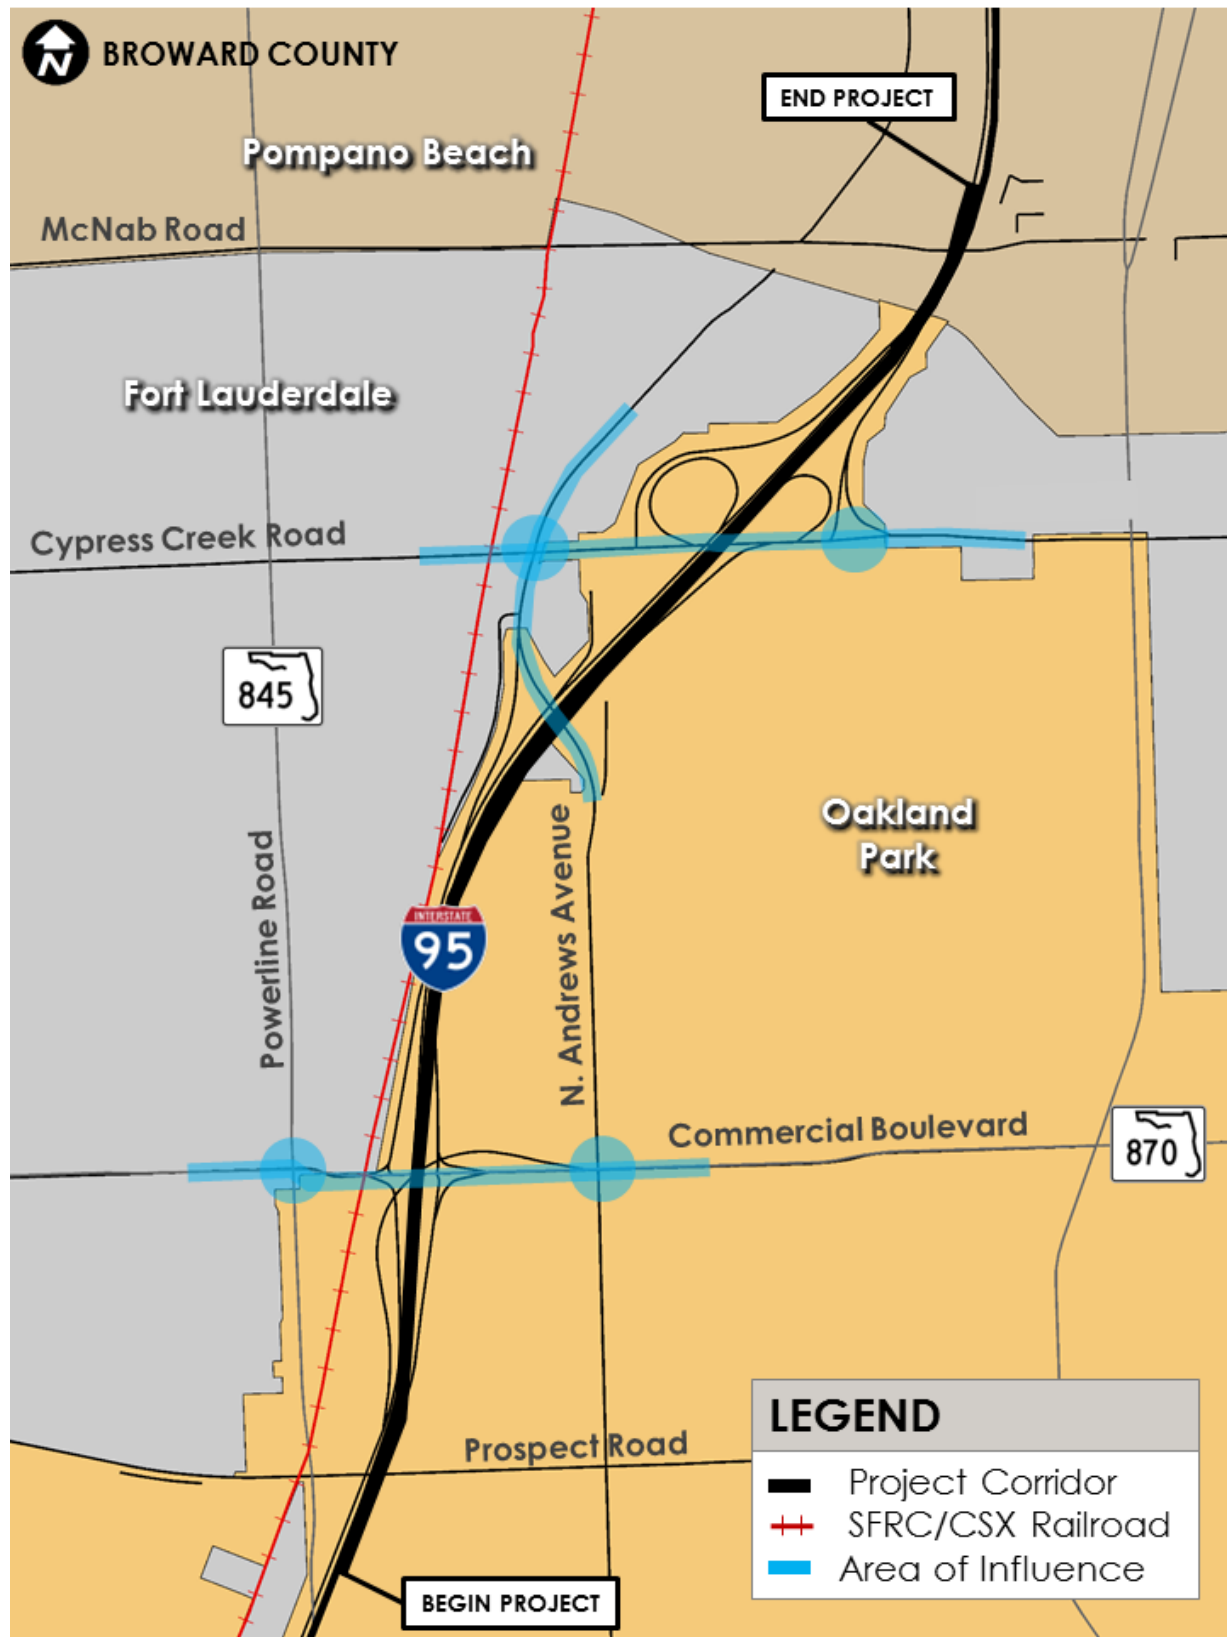 N
BROWARD COUNTY
END PROJECT
Pompano Beach
McNab Road
Fort Lauderdale
Cypress Creek Road
845
Oakland
Park
Powerline Road
N. Andrews Avenue
INTERSTATE
95
Commercial Boulevard
870
Prospect Road
LEGEND
Project Corridor
SFRC/CSX Railroad
Area of Influence
BEGIN PROJECT